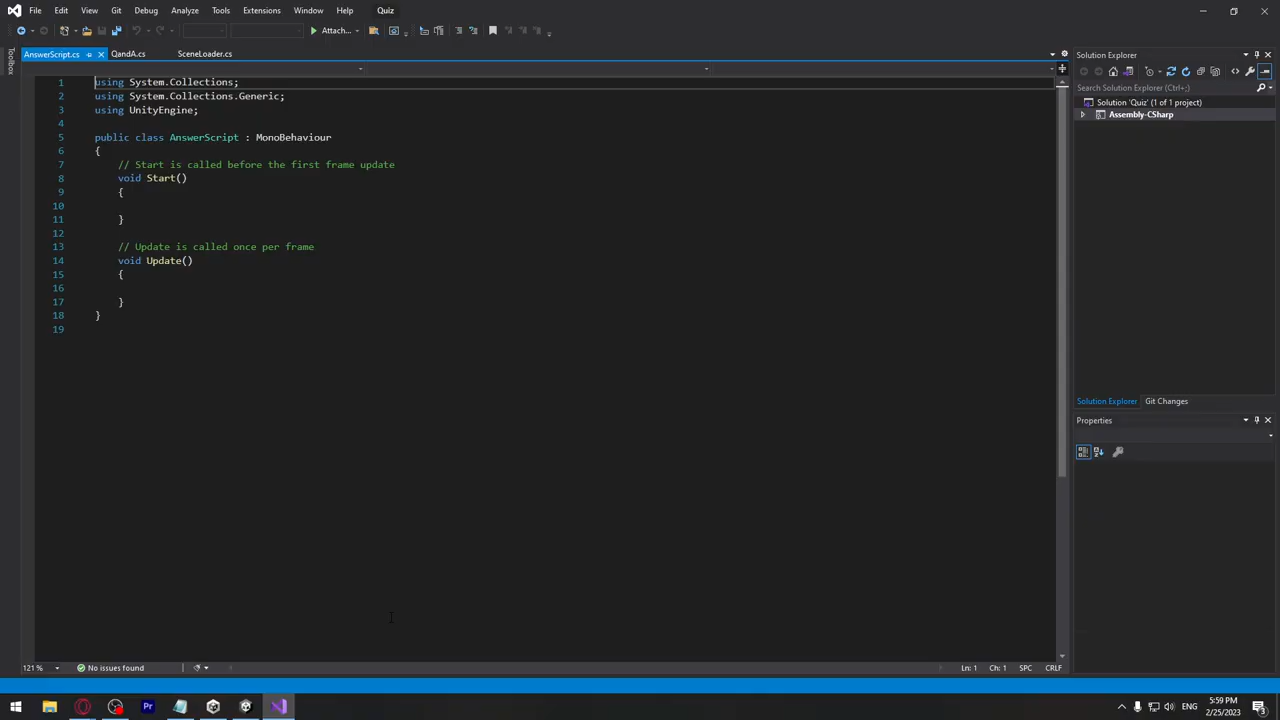 File Edit View Git Debug Analyze Tools Extensions Window Help Quiz
Attach...
Toolbox
AnswerScript.cs QandA.cs SceneLoader.cs
1 using System.Collections;
2 using System.Collections.Generic;
3 using UnityEngine;
4
5 public class AnswerScript : MonoBehaviour
6 {
7 // Start is called before the first frame update
8 void Start()
9 {
10
11 }
12
13 // Update is called once per frame
14 void Update()
15 {
16
17 }
18 }
19
Solution Explorer
Search Solution Explorer (Ctrl+;)
Solution 'Quiz' (1 of 1 project)
Assembly-CSharp
Solution Explorer Git Changes
Properties
121 % No issues found Ln: 1 Ch: 1 SPC CRLF
Pr ENG 5:59 PM
2/25/2023
3